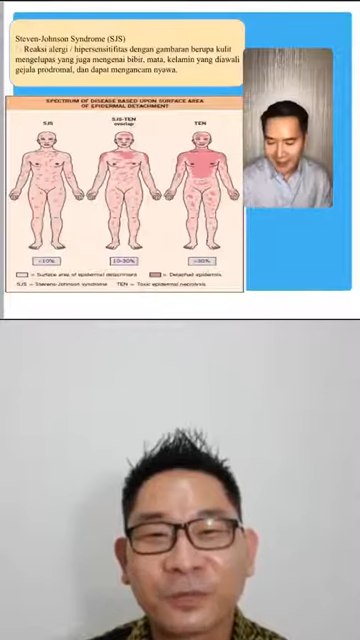 Steven-Johnson Syndrome (SJS)
Reaksi alergi / hipersensitifitas dengan gambaran berupa kulit
mengelupas yang juga mengenai bibir, mata, kelamin yang diawali
gejala prodromal, dan dapat mengancam nyawa.
SPECTRUM OF DISEASE BASED UPON SURFACE AREA
OF EPIDERMAL DETACHMENT
SJS
SJS-TEN
overlap
TEN
<10%
10-30%
>30%
= Surface area of epidermal detachment
= Detached epidermis
SJS = Stevens-Johnson syndrome
TEN = Toxic epidermal necrolysis